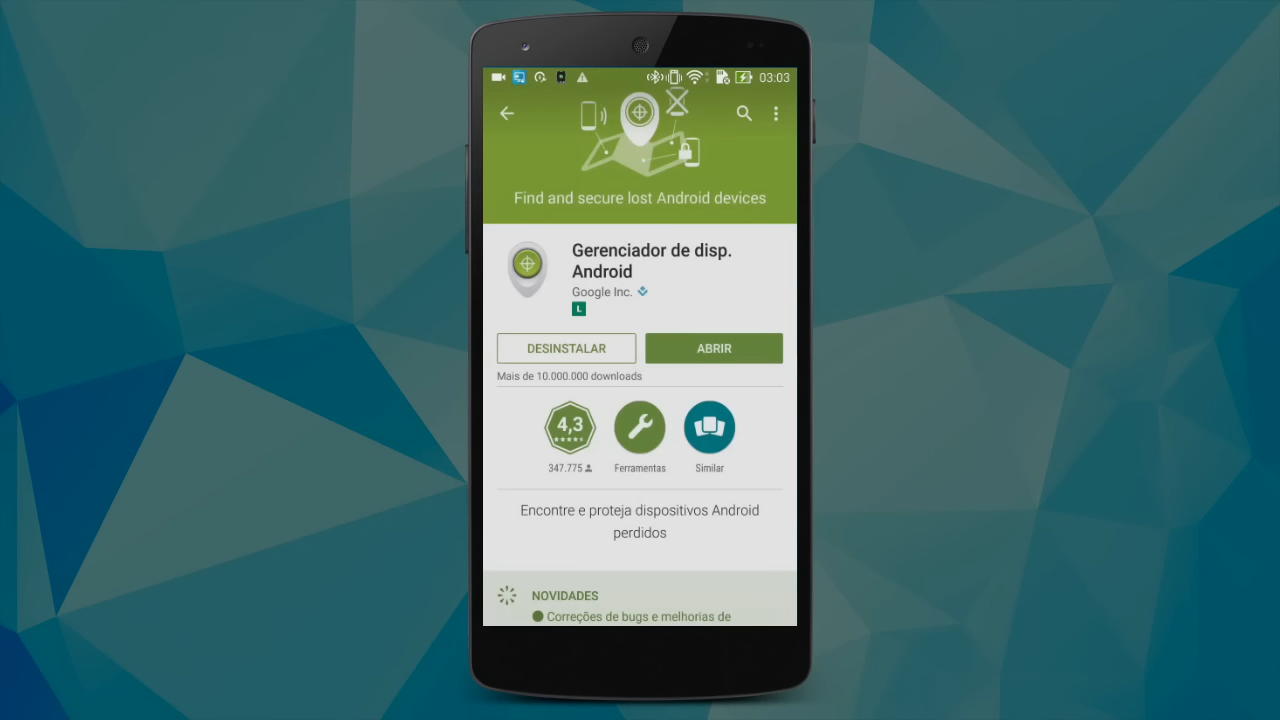 03:03
Find and secure lost Android devices
Gerenciador de disp.
Android
Google Inc.
L
DESINSTALAR
ABRIR
Mais de 10.000.000 downloads
4,3
347.775
Ferramentas
Similar
Encontre e proteja dispositivos Android
perdidos
NOVIDADES
Correções de bugs e melhorias de